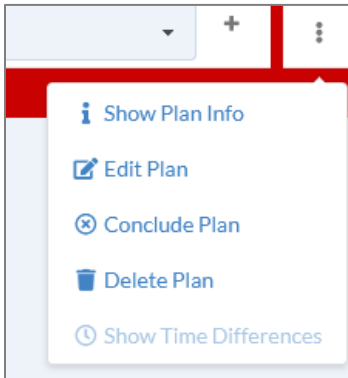 Show Plan Info
Edit Plan
Conclude Plan
Delete Plan
Show Time Differences